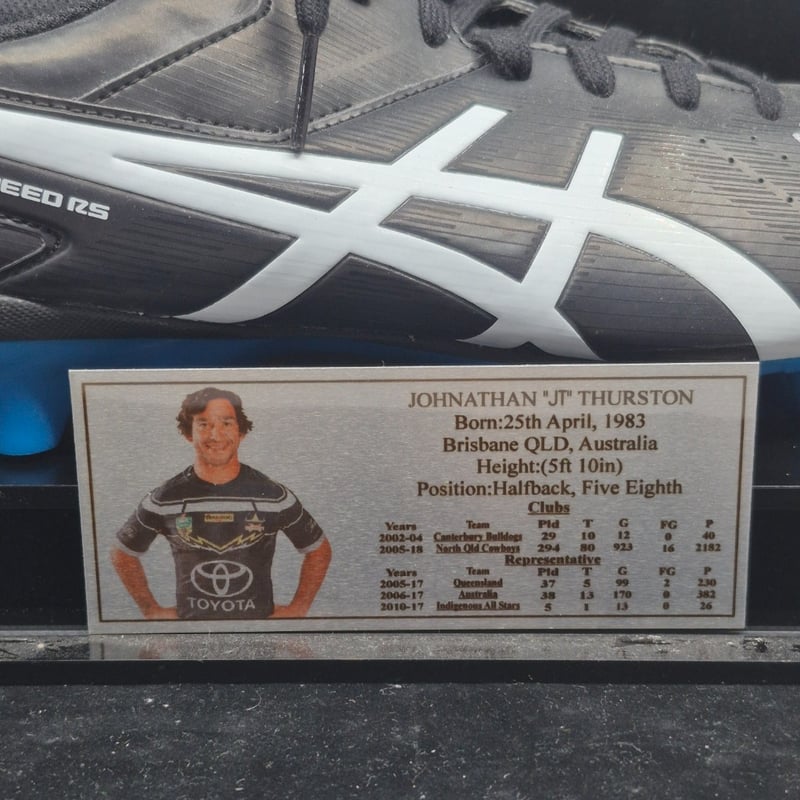 EED RS
JOHNATHAN "JT" THURSTON
Born:25th April, 1983
Brisbane QLD, Australia
Height:(5ft 10in)
Position:Halfback, Five Eighth
Clubs
Years Team Pld T G FG P
2002-04 Canterbury Bulldogs 29 10 12 0 40
2005-18 North Qld Cowboys 294 80 923 16 2182
Representative
Years Team Pld T G FG P
2005-17 Queensland 37 5 99 2 230
2006-17 Australia 38 13 170 0 382
2010-17 Indigenous All Stars 5 1 13 0 26
TOYOTA